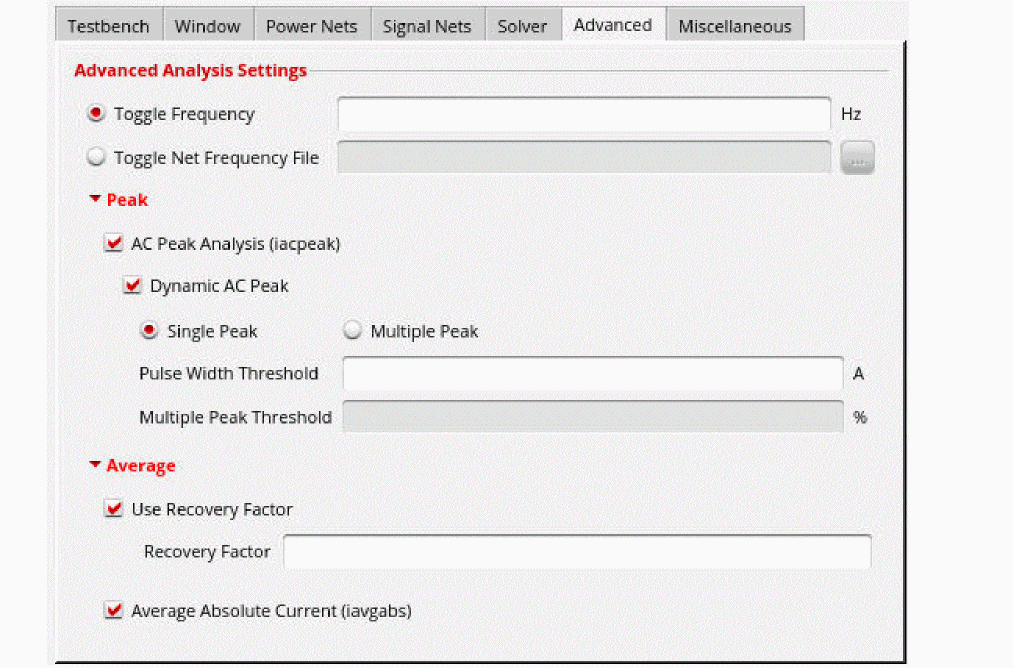 Testbench Window Power Nets Signal Nets Solver Advanced Miscellaneous
Advanced Analysis Settings
Toggle Frequency Hz
Toggle Net Frequency File ...
Peak
AC Peak Analysis (iacpeak)
Dynamic AC Peak
Single Peak Multiple Peak
Pulse Width Threshold A
Multiple Peak Threshold %
Average
Use Recovery Factor
Recovery Factor
Average Absolute Current (iavgabs)